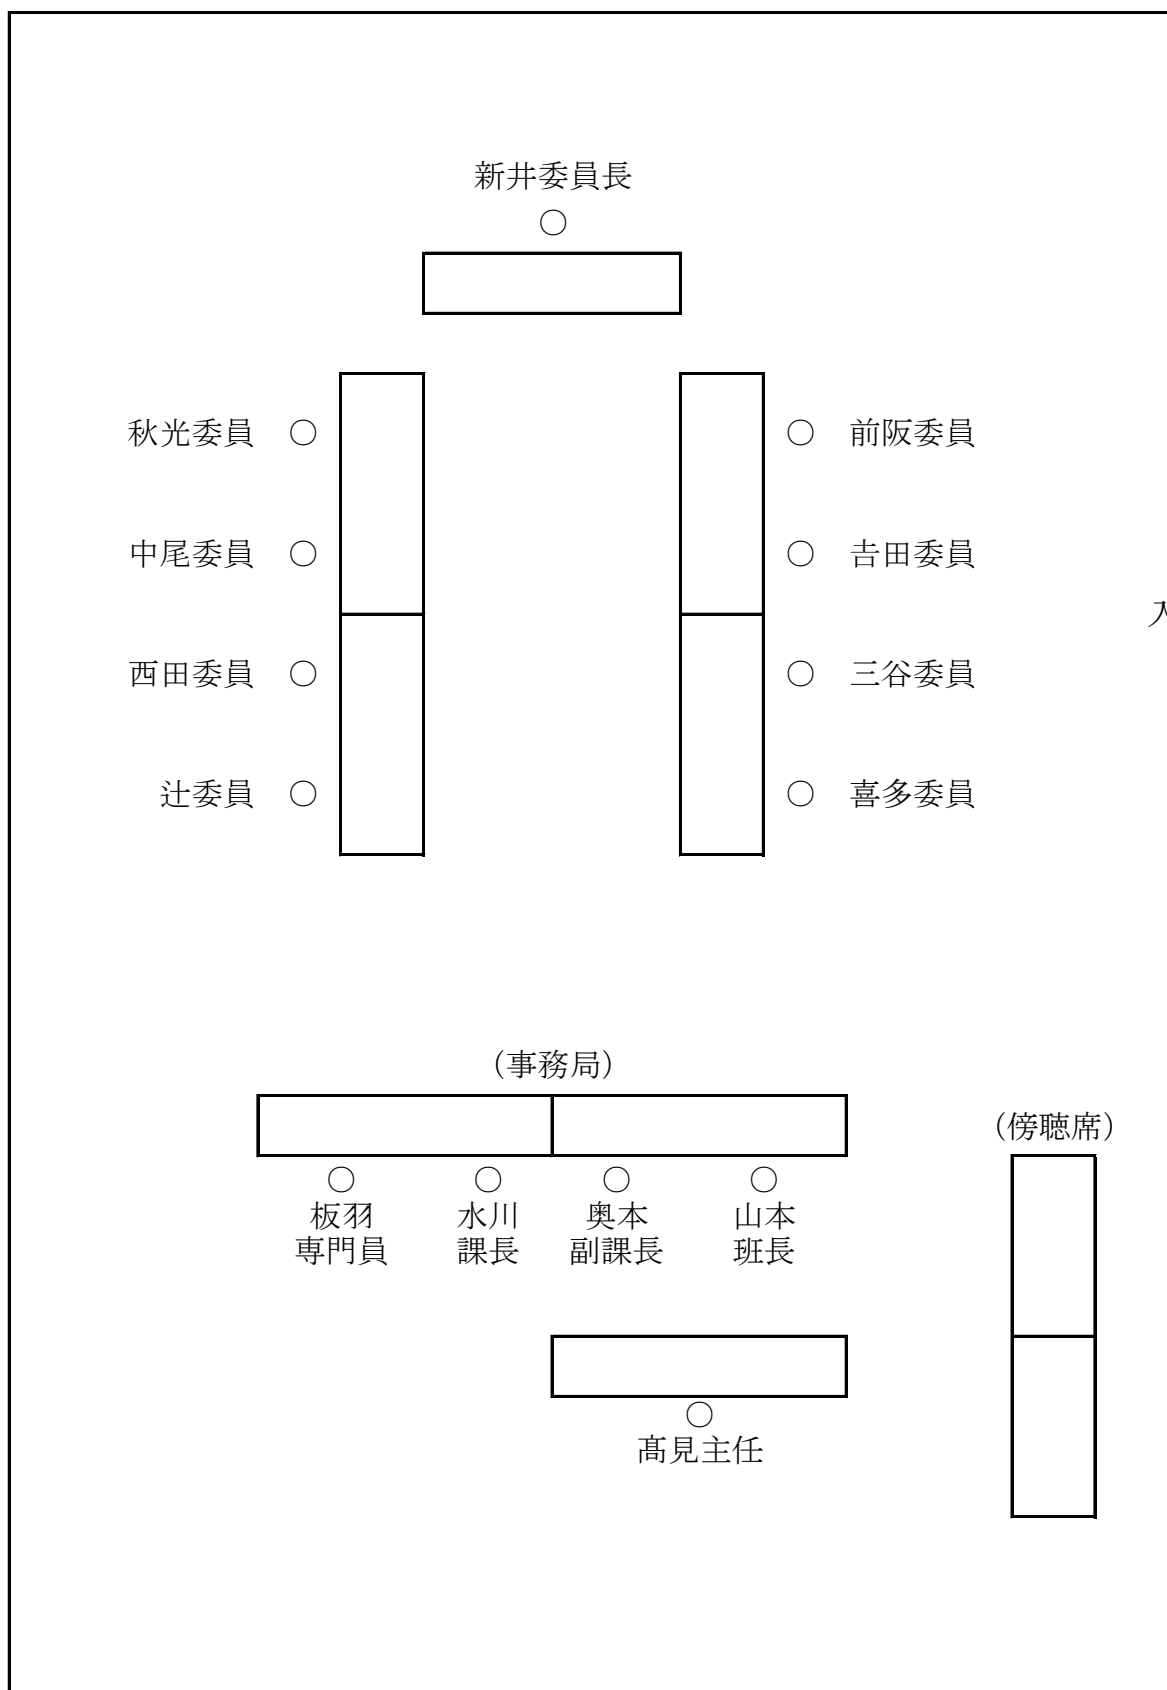 新井委員長
○
秋光委員 ○
○ 前阪委員
中尾委員 ○
○ 𠮷田委員
西田委員 ○
○ 三谷委員
辻委員 ○
○ 喜多委員
(事務局)
○ ○ ○ ○
板羽 水川 奥本 山本
専門員 課長 副課長 班長
○
髙見主任
(傍聴席)